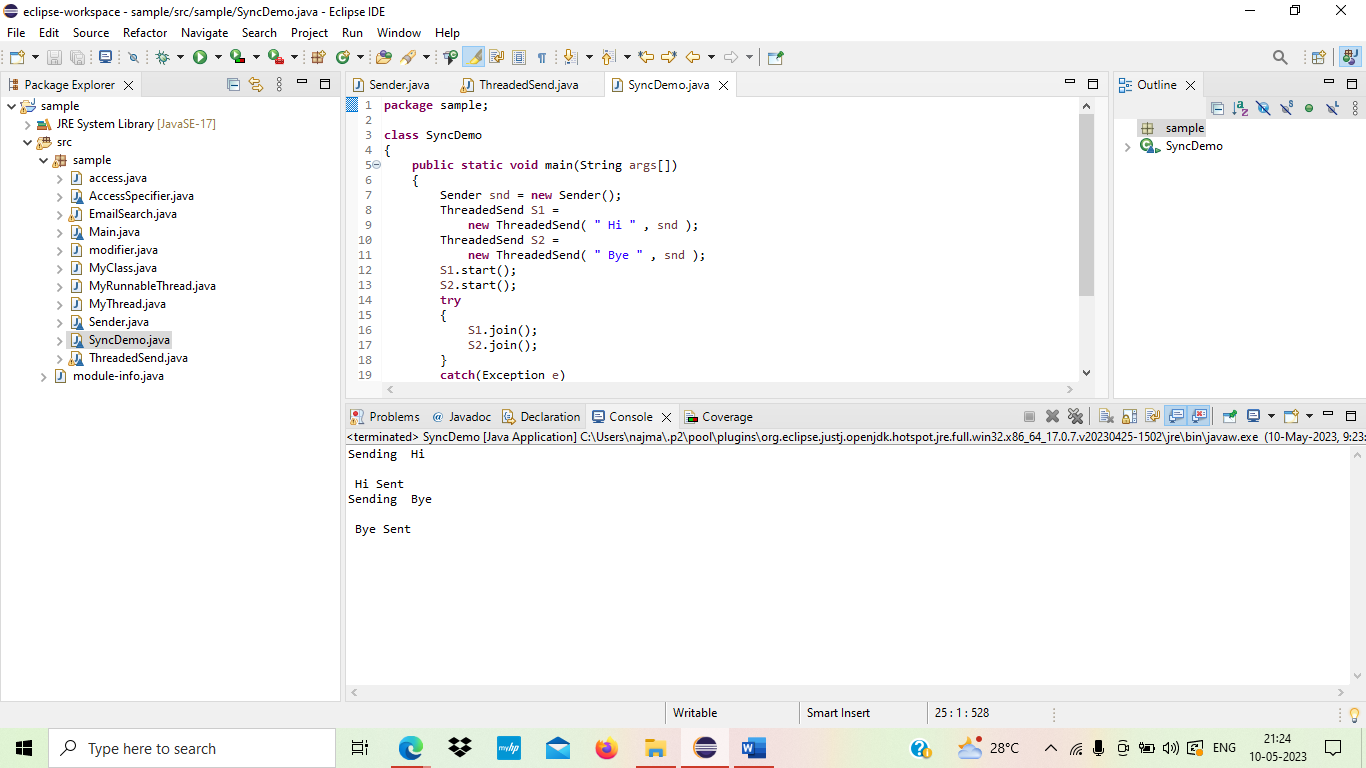 eclipse-workspace - sample/src/sample/SyncDemo.java - Eclipse IDE
File Edit Source Refactor Navigate Search Project Run Window Help
Package Explorer
sample
JRE System Library [JavaSE-17]
src
sample
access.java
AccessSpecifier.java
EmailSearch.java
Main.java
modifier.java
MyClass.java
MyRunnableThread.java
MyThread.java
Sender.java
SyncDemo.java
ThreadedSend.java
module-info.java
Sender.java ThreadedSend.java SyncDemo.java
1 package sample;
2
3 class SyncDemo
4 {
5 public static void main(String args[])
6 {
7 Sender snd = new Sender();
8 ThreadedSend S1 =
9 new ThreadedSend( " Hi " , snd );
10 ThreadedSend S2 =
11 new ThreadedSend( " Bye " , snd );
12 S1.start();
13 S2.start();
14 try
15 {
16 S1.join();
17 S2.join();
18 }
19 catch(Exception e)
Outline
sample
SyncDemo
Problems @ Javadoc Declaration Console Coverage
<terminated> SyncDemo [Java Application] C:\Users\najma\.p2\pool\plugins\org.eclipse.justj.openjdk.hotspot.jre.full.win32.x86_64_17.0.7.v20230425-1502\jre\bin\javaw.exe (10-May-2023, 9:23:
Sending  Hi
 Hi Sent
Sending  Bye
 Bye Sent
Writable Smart Insert 25 : 1 : 528
Type here to search
myhp
28°C
ENG
21:24
10-05-2023